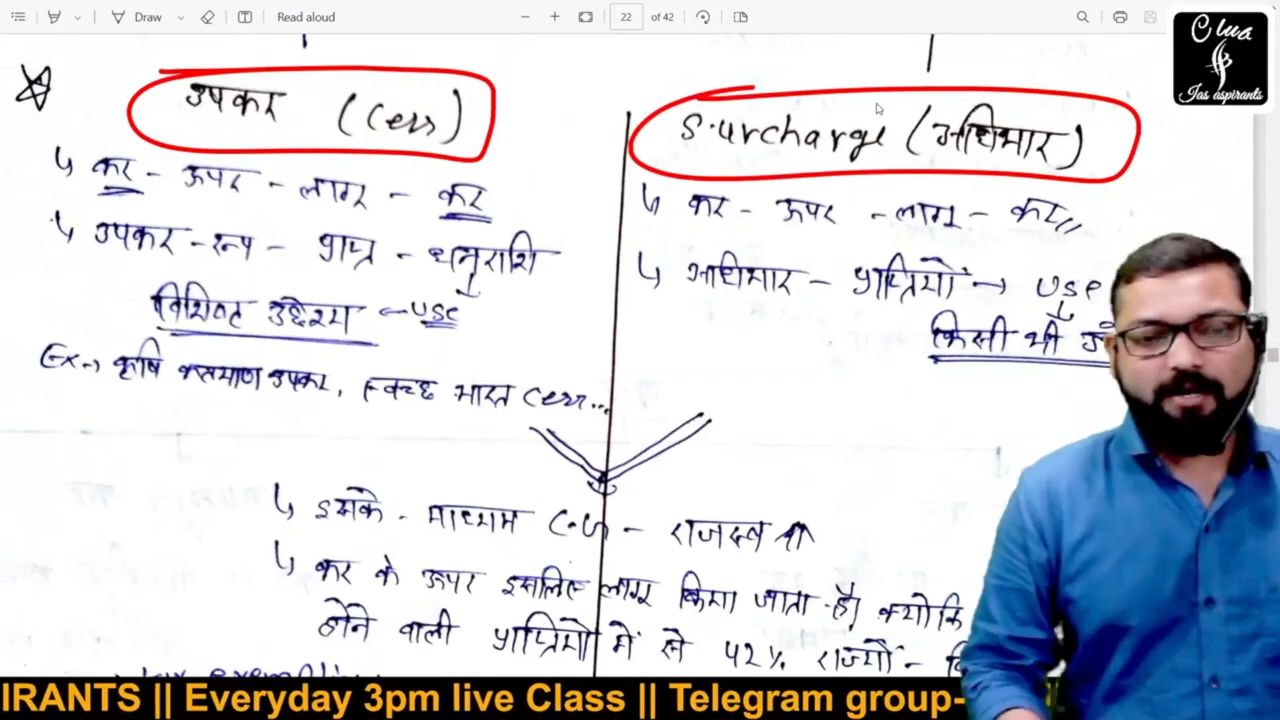 Draw
Read aloud
22 of 42
Clua
Ias aspirants
उपकर (Cess)
Surcharge (अधिभार)
↳ कर - ऊपर - लागू - कर
↳ उपकर - रूप - प्राप्त - धनराशि
विशिष्ट उद्देश्य ← use
Ex→ कृषि कल्याण उपकर, स्वच्छ भारत Cess...
↳ कर - ऊपर - लागू - कर
↳ अधिभार - प्राप्तियों → use
किसी भी
↳ इसके - माध्यम C.G - राजस्व
↳ कर के ऊपर इसलिए लागू किया जाता है। क्योंकि
होने वाली प्राप्तियों में से 42% राज्यों -
IRANTS || Everyday 3pm live Class || Telegram group-